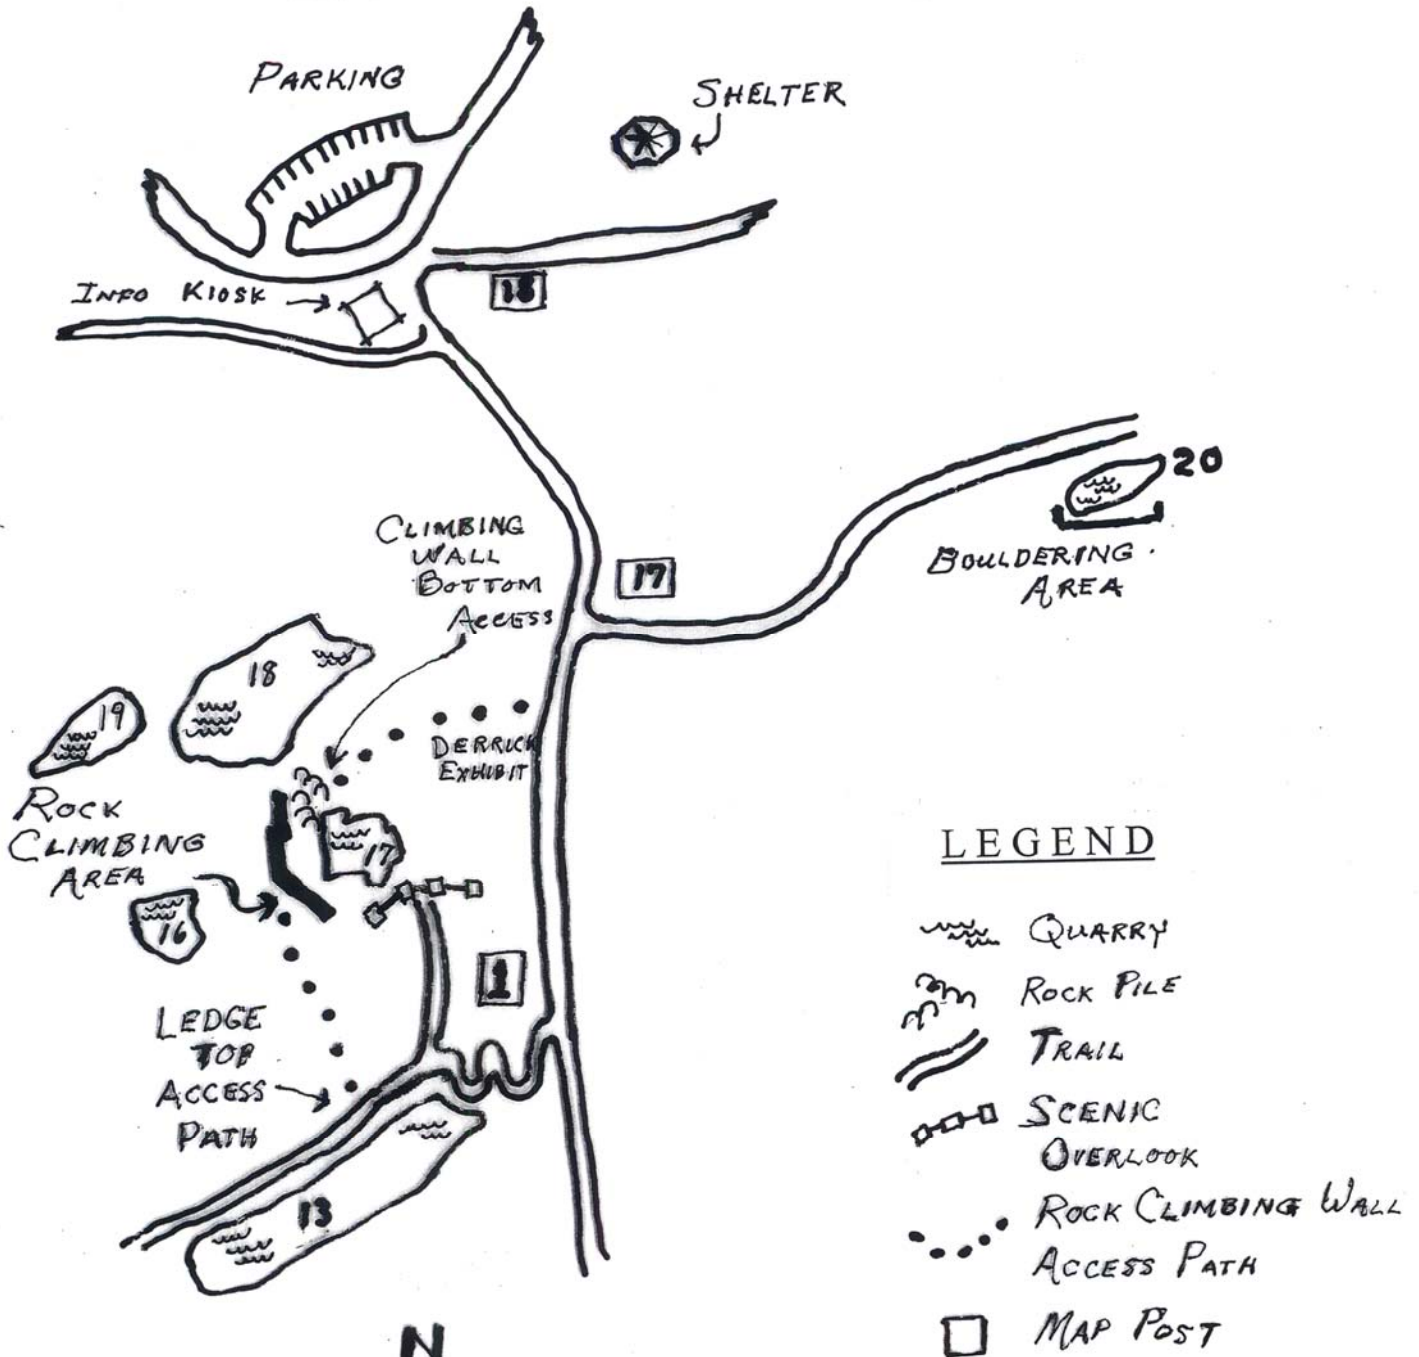 PARKING
SHELTER
INFO KIOSK
20
BOULDERING
AREA
CLIMBING
WALL
BOTTOM
ACCESS
17
18
19
DERRICK
EXHIBIT
ROCK
CLIMBING
AREA
17
16
1
LEDGE
TOP
ACCESS
PATH
13
N
LEGEND
QUARRY
ROCK PILE
TRAIL
SCENIC
OVERLOOK
ROCK CLIMBING WALL
ACCESS PATH
MAP POST